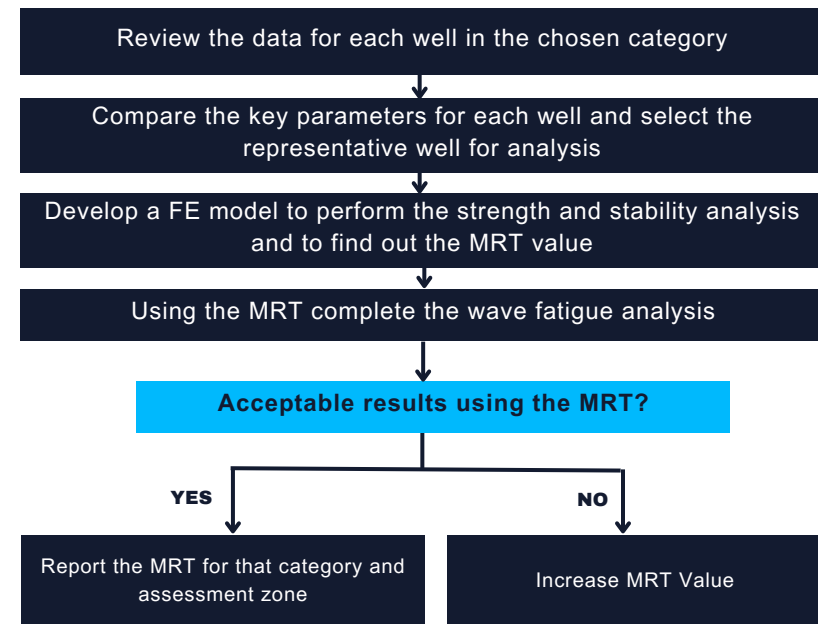 Review the data for each well in the chosen category
Compare the key parameters for each well and select the
representative well for analysis
Develop a FE model to perform the strength and stability analysis
and to find out the MRT value
Using the MRT complete the wave fatigue analysis
Acceptable results using the MRT?
YES
NO
Report the MRT for that category and
assessment zone
Increase MRT Value